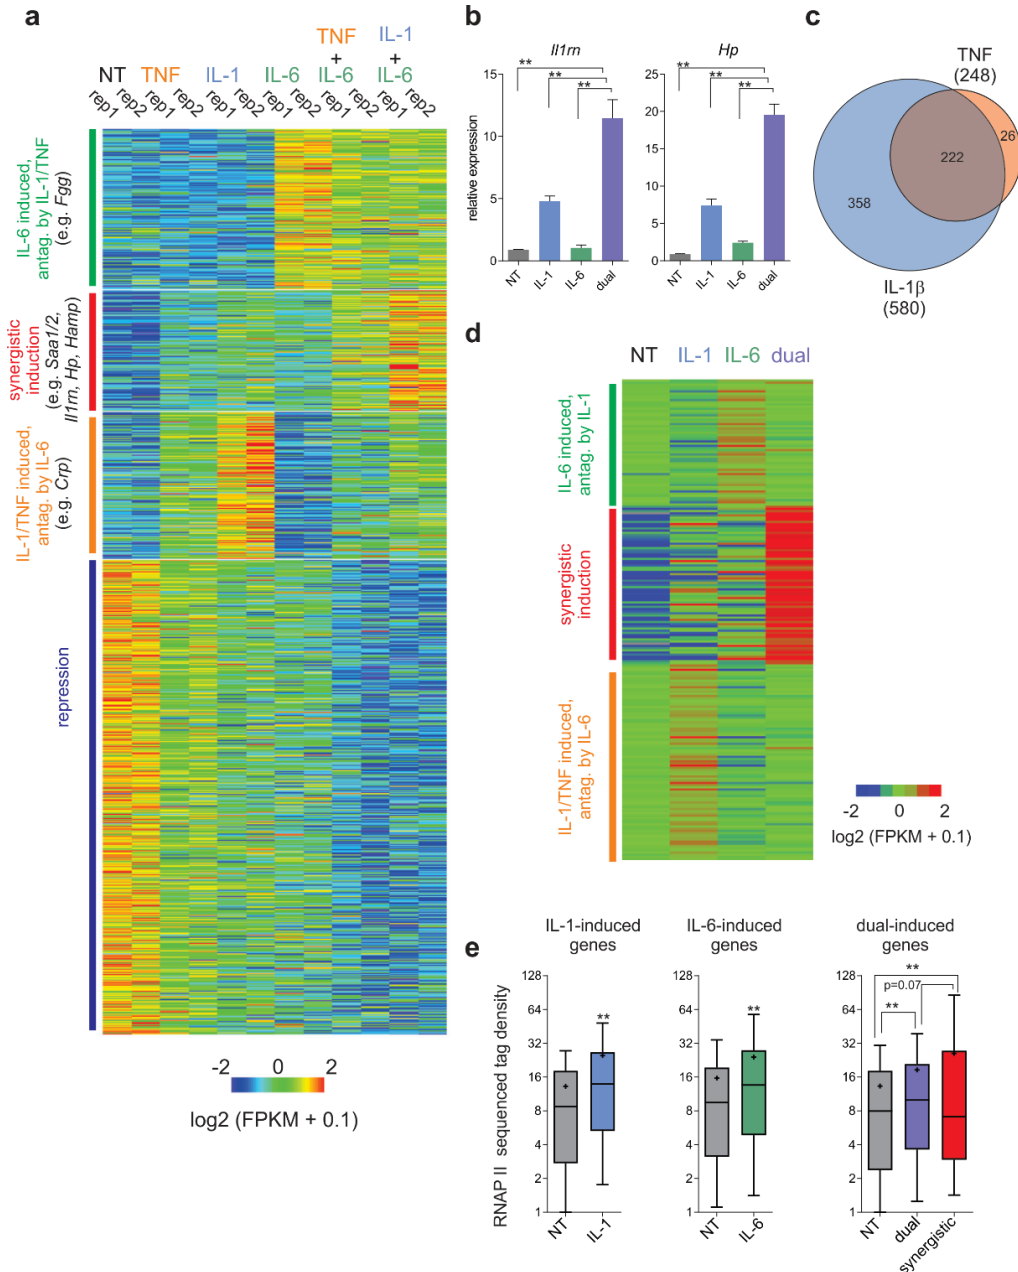 a
NT
TNF
IL-1
IL-6
TNF
+
IL-6
IL-1
+
IL-6
rep1
rep2
rep1
rep2
rep1
rep2
rep1
rep2
rep1
rep2
rep1
rep2
IL-6 induced,
antag. by IL-1/TNF
(e.g. Fgg)
synergistic
induction
(e.g. Saa1/2,
Il1rn, Hp, Hamp)
IL-1/TNF induced,
antag. by IL-6
(e.g. Crp)
repression
-2 0 2
log2 (FPKM + 0.1)
b
Il1rn
**
**
**
15
10
5
0
relative expression
NT
IL-1
IL-6
dual
Hp
**
**
**
25
20
15
10
5
0
NT
IL-1
IL-6
dual
c
TNF
(248)
26
222
358
IL-1β
(580)
d
NT IL-1 IL-6 dual
IL-6 induced,
antag. by IL-1
synergistic
induction
IL-1/TNF induced,
antag. by IL-6
-2 0 2
log2 (FPKM + 0.1)
e
IL-1-induced
genes
RNAP II sequenced tag density
128
64
32
16
8
4
2
1
**
NT
IL-1
IL-6-induced
genes
128
64
32
16
8
4
2
1
**
NT
IL-6
dual-induced
genes
128
64
32
16
8
4
2
1
**
p=0.07
**
NT
dual
synergistic